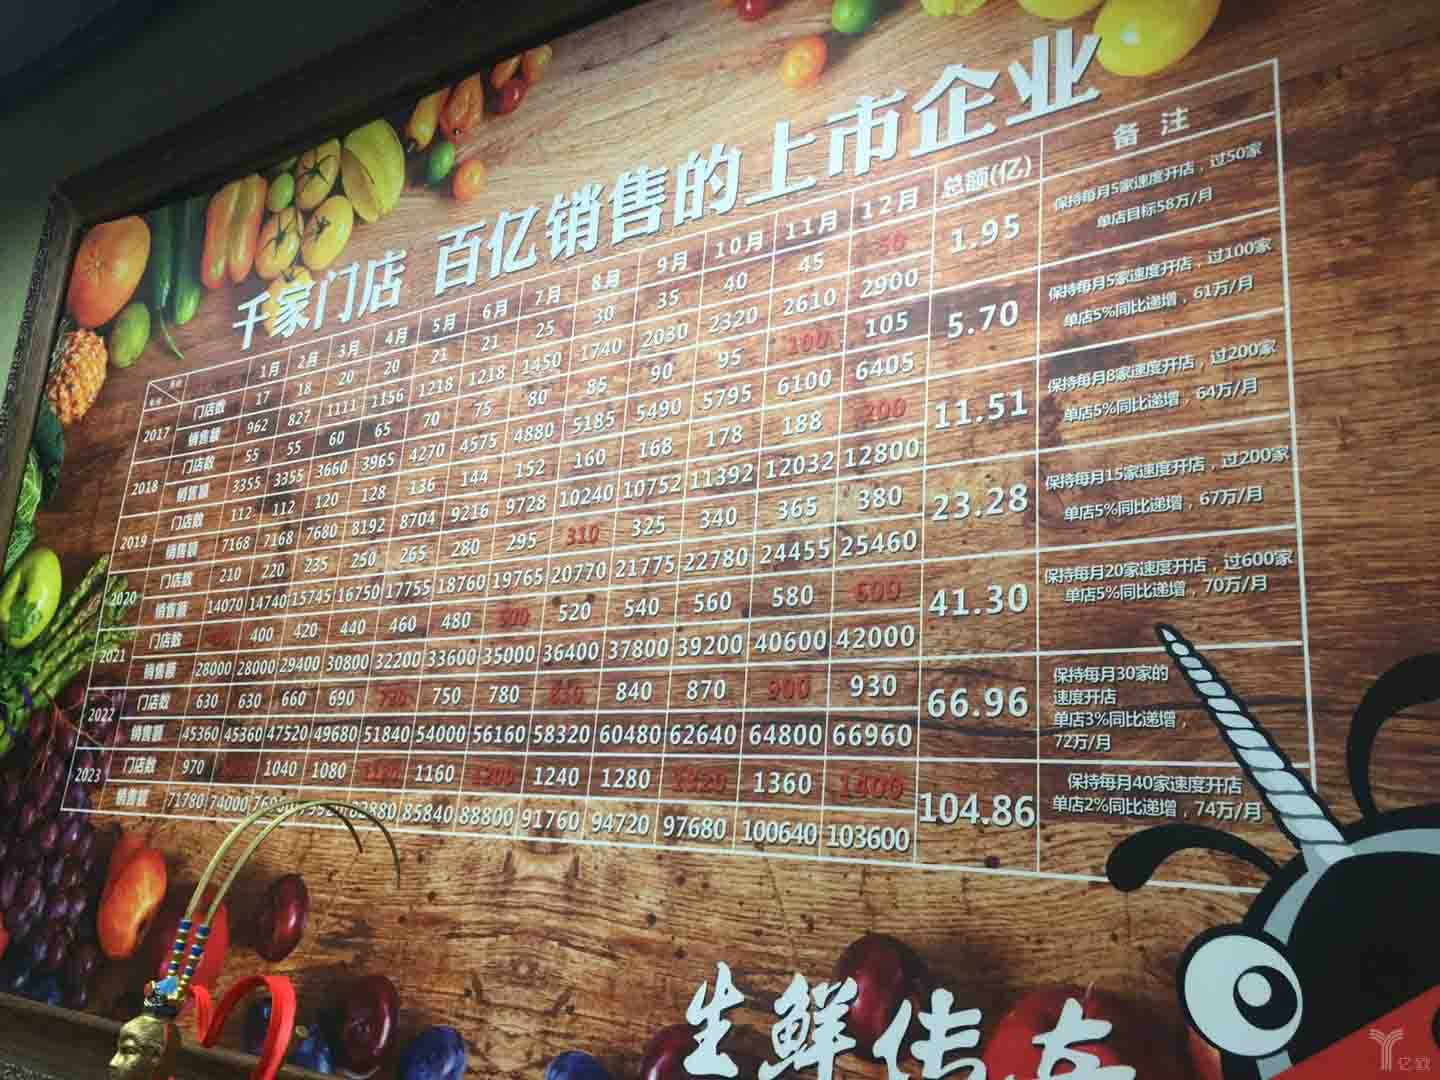 千家门店 百亿销售的上市企业
1月 2月 3月 4月 5月 6月 7月 8月 9月 10月 11月 12月 总额(亿) 备 注
2017 门店数 17 18 20 20 21 21 25 30 35 40 45 50 1.95 保持每月5家速度开店，过50家
销售额 962 827 1111 1156 1218 1218 1450 1740 2030 2320 2610 2900 单店目标58万/月
2018 门店数 55 55 60 65 70 75 80 85 90 95 100 105 5.70 保持每月5家速度开店，过100家
销售额 3355 3355 3660 3965 4270 4575 4880 5185 5490 5795 6100 6405 单店5%同比递增，61万/月
2019 门店数 112 112 120 128 136 144 152 160 168 178 188 200 11.51 保持每月8家速度开店，过200家
销售额 7168 7168 7680 8192 8704 9216 9728 10240 10752 11392 12032 12800 单店5%同比递增，64万/月
2020 门店数 210 220 235 250 265 280 295 310 325 340 365 380 23.28 保持每月15家速度开店，过200家
销售额 14070 14740 15745 16750 17755 18760 19765 20770 21775 22780 24455 25460 单店5%同比递增，67万/月
2021 门店数 400 420 440 460 480 500 520 540 560 580 600 41.30 保持每月20家速度开店，过600家
销售额 28000 28000 29400 30800 32200 33600 35000 36400 37800 39200 40600 42000 单店5%同比递增，70万/月
2022 门店数 630 630 660 690 720 750 780 810 840 870 900 930 66.96 保持每月30家的
速度开店
销售额 45360 45360 47520 49680 51840 54000 56160 58320 60480 62640 64800 66960 单店3%同比递增，
72万/月
2023 门店数 970 1040 1080 1120 1160 1200 1240 1280 1320 1360 1400 104.86 保持每月40家速度开店
销售额 71780 74000 82880 85840 88800 91760 94720 97680 100640 103600 单店2%同比递增，74万/月
生鲜传奇
亿欧